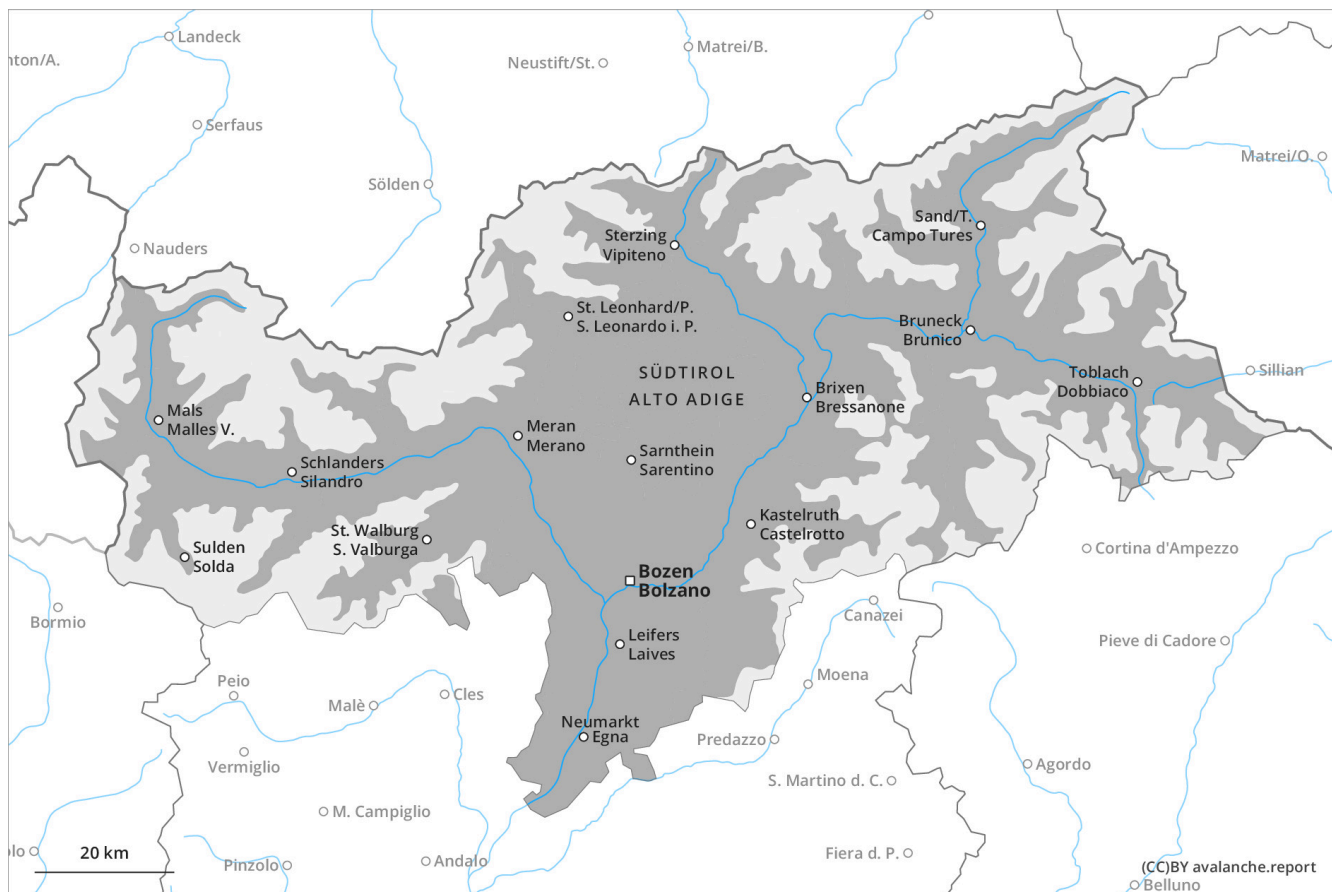 Landeck
Matrei/B.
nton/A.
Neustift/St.
Serfaus
Matrei/O.
Sölden
Sand/T.
Campo Tures
Sterzing
Vipiteno
Nauders
St. Leonhard/P.
S. Leonardo i. P.
Bruneck
Brunico
SÜDTIROL
ALTO ADIGE
Toblach
Dobbiaco
Sillian
Brixen
Bressanone
Mals
Malles V.
Meran
Merano
Schlanders
Silandro
Sarnthein
Sarentino
St. Walburg
S. Valburga
Kastelruth
Castelrotto
Sulden
Solda
Cortina d'Ampezzo
Bozen
Bolzano
Bormio
Canazei
Leifers
Laives
Pieve di Cadore
Peio
Malè
Cles
Moena
Neumarkt
Egna
Predazzo
Vermiglio
Agordo
S. Martino d. C.
M. Campiglio
20 km
olo
Pinzolo
Andalo
Fiera d. P.
(CC)BY avalanche.report
Belluno